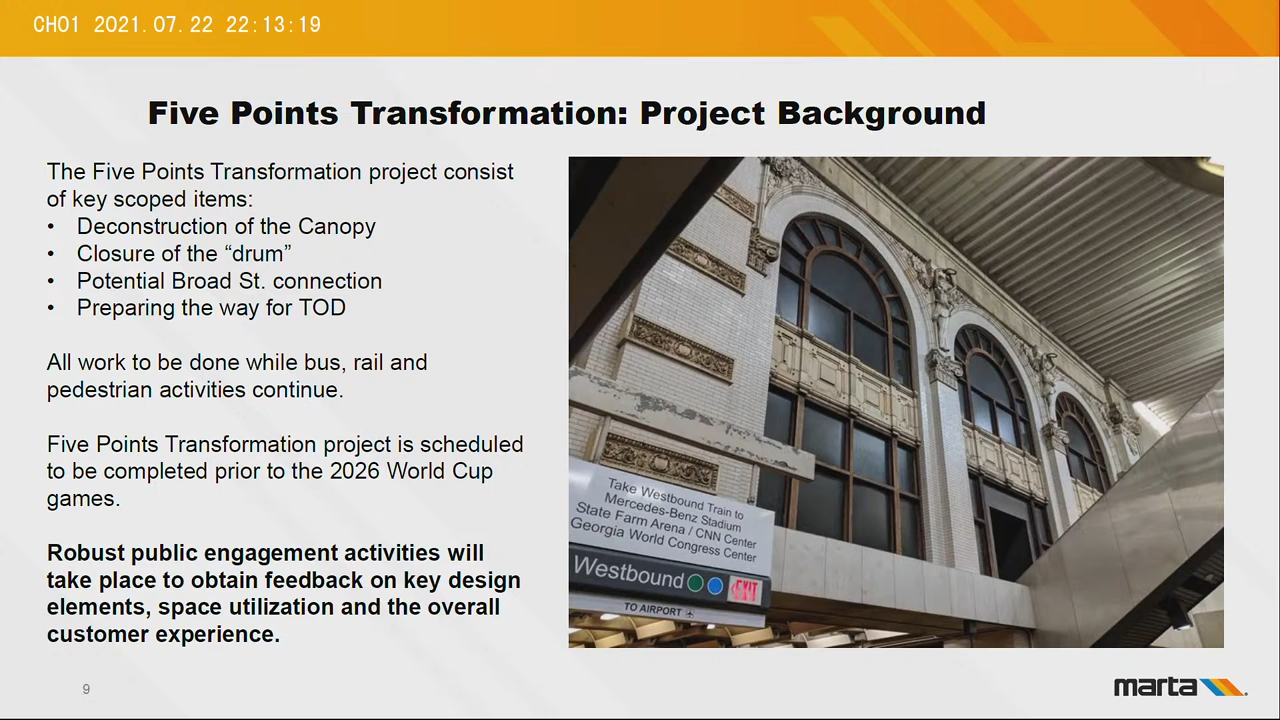 CH01 2021.07.22 22:13:19
Five Points Transformation: Project Background
The Five Points Transformation project consist
of key scoped items:
• Deconstruction of the Canopy
• Closure of the “drum”
• Potential Broad St. connection
• Preparing the way for TOD
All work to be done while bus, rail and
pedestrian activities continue.
Five Points Transformation project is scheduled
to be completed prior to the 2026 World Cup
games.
Robust public engagement activities will
take place to obtain feedback on key design
elements, space utilization and the overall
customer experience.
Take Westbound Train to
Mercedes-Benz Stadium
State Farm Arena / CNN Center
Georgia World Congress Center
Westbound EXIT
TO AIRPORT
9
marta